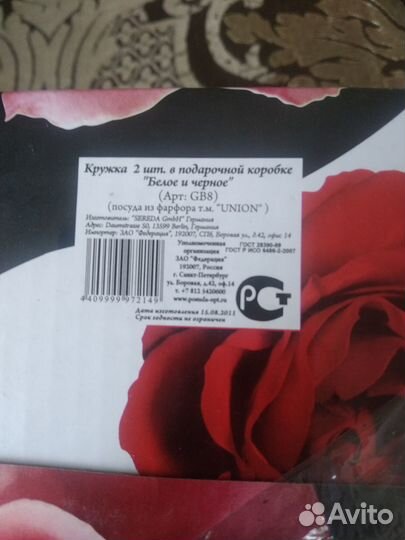 Кружка 2 шт. в подарочной коробке
"Белое и черное"
(Арт: GB8)
(посуда из фарфора т.м. "UNION" )
Изготовитель: "SEREDA GmbH" Германия
Адрес: Daumstrasse 50, 13599 Berlin, Германия
Импортер: ЗАО "Федерация", 192007, СПб, Боровая ул., д.42, офис 14
Уполномоченная
организация
ЗАО "Федерация"
192007, Россия
г. Санкт-Петербург
ул. Боровая, д.42, оф.14
т. +7 812 5420600
www.posuda-opt.ru
ГОСТ 28390-89
ГОСТ Р ИСО 6486-2-2007
4409999972149
РСТ
Дата изготовления 15.08.2011
Срок годности не ограничен
Avito